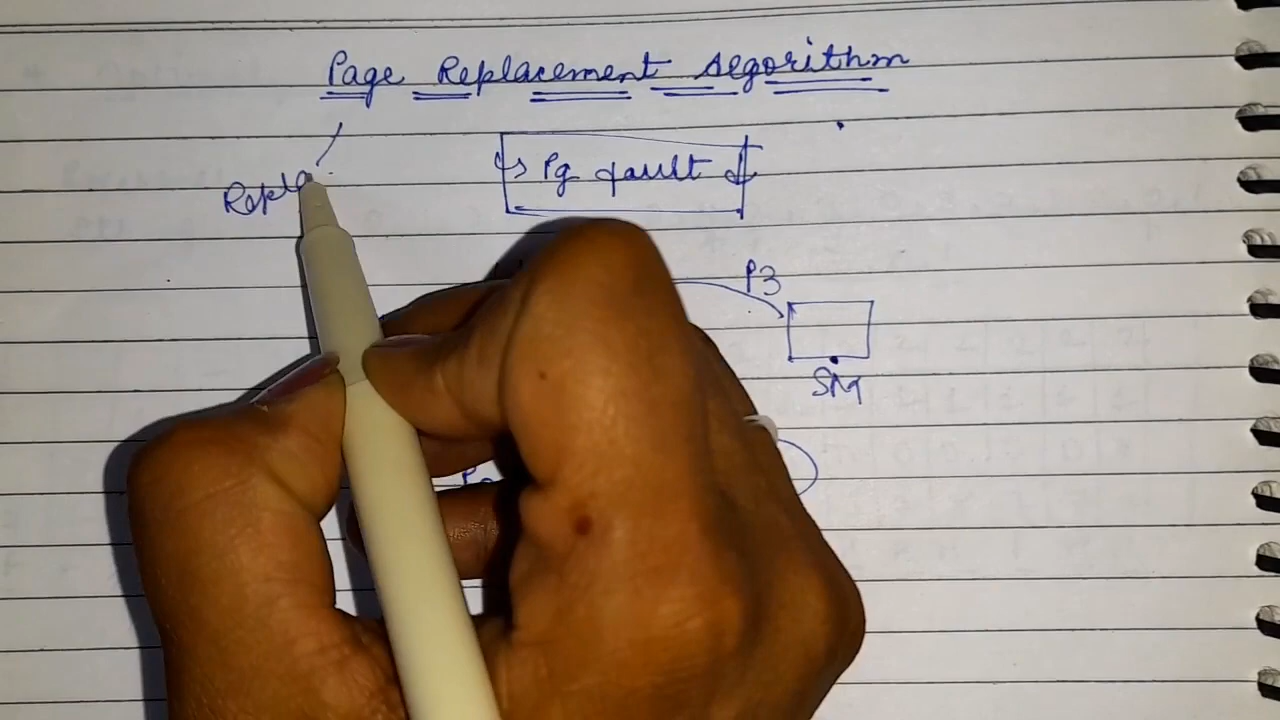 Page Replacement Algorithm
↓ Pg fault ↓
Repla
P3
SM